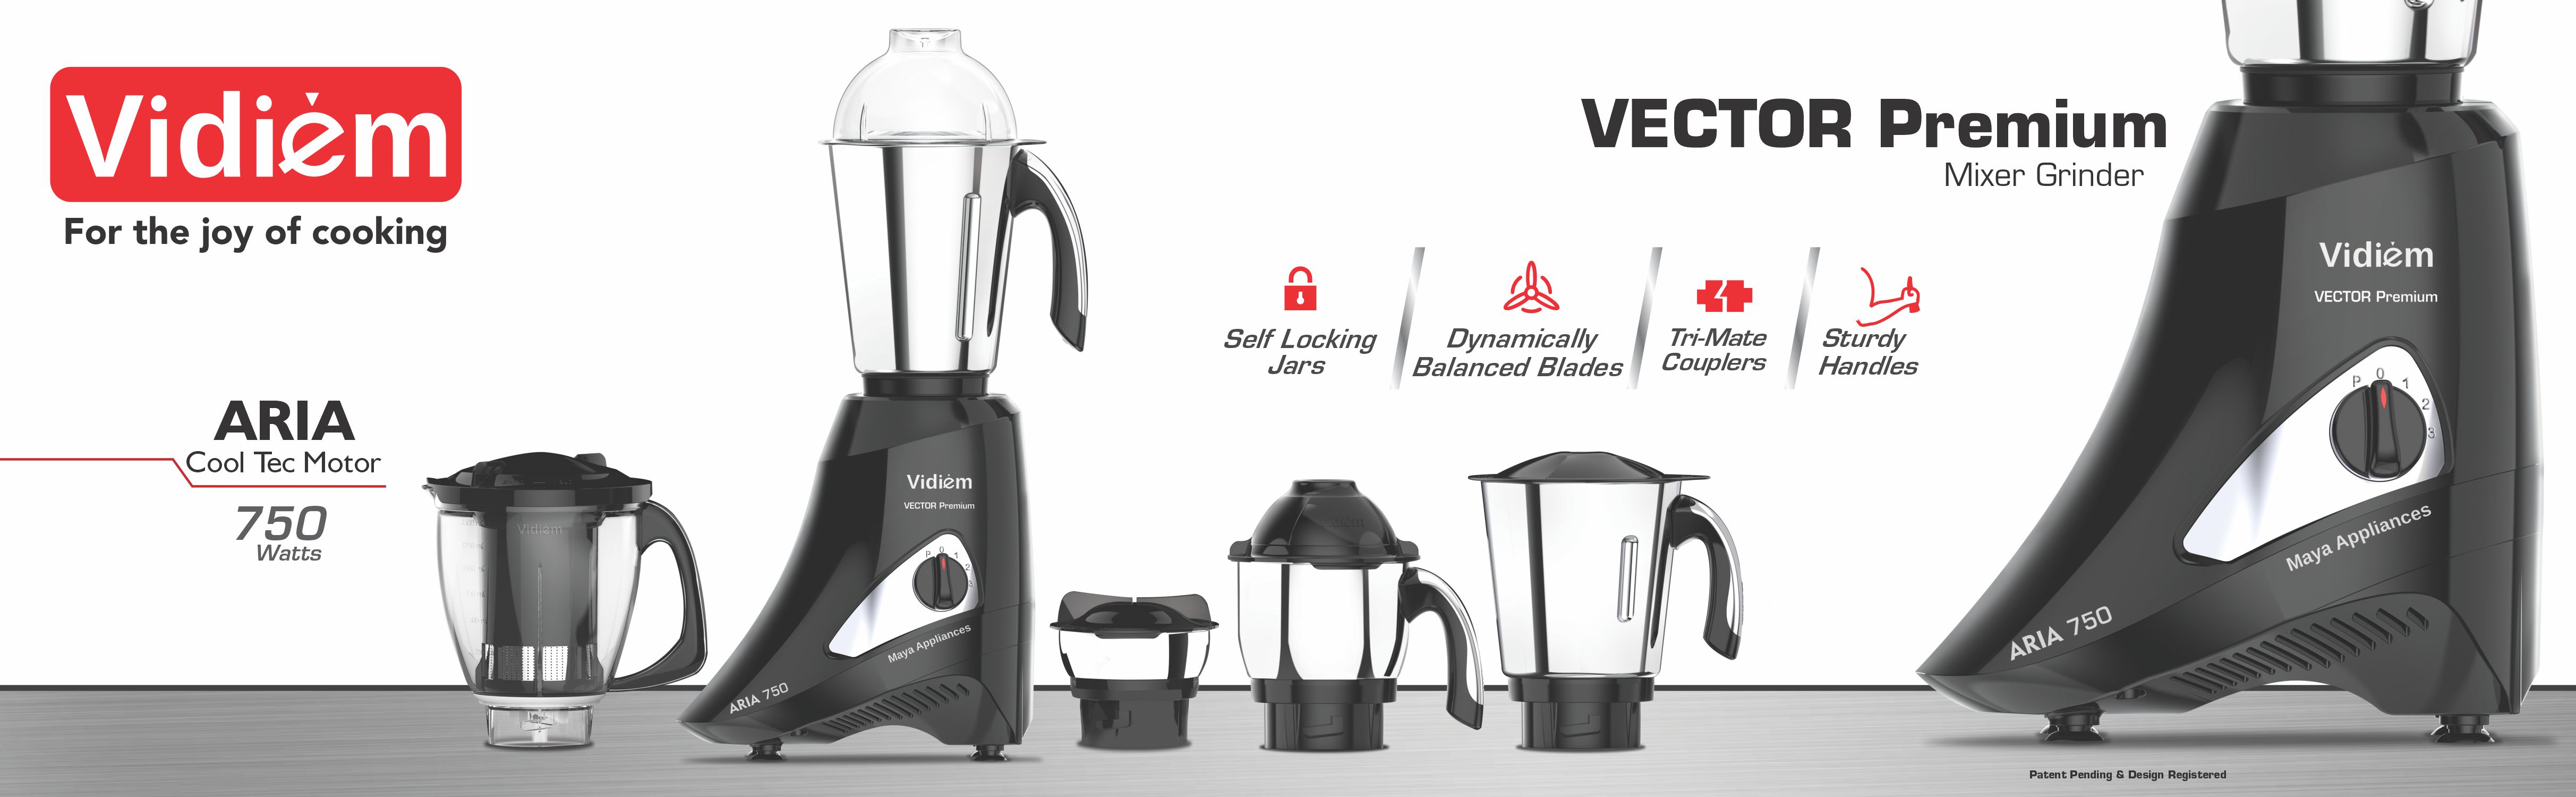 Vidiem
For the joy of cooking
ARIA
Cool Tec Motor
750
Watts
Vidiem
Vidiem
VECTOR Premium
P 0 1 2 3
Maya Appliances
ARIA 750
VECTOR Premium
Mixer Grinder
Self Locking
Jars
Dynamically
Balanced Blades
Tri-Mate
Couplers
Sturdy
Handles
Vidiem
VECTOR Premium
P 0 1 2 3
Maya Appliances
ARIA 750
Patent Pending & Design Registered